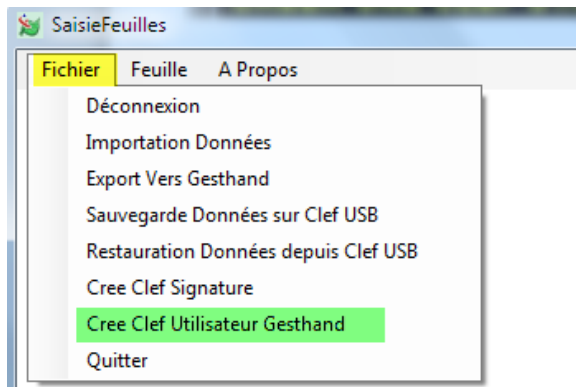 SaisieFeuilles
Fichier Feuille A Propos
Déconnexion
Importation Données
Export Vers Gesthand
Sauvegarde Données sur Clef USB
Restauration Données depuis Clef USB
Cree Clef Signature
Cree Clef Utilisateur Gesthand
Quitter